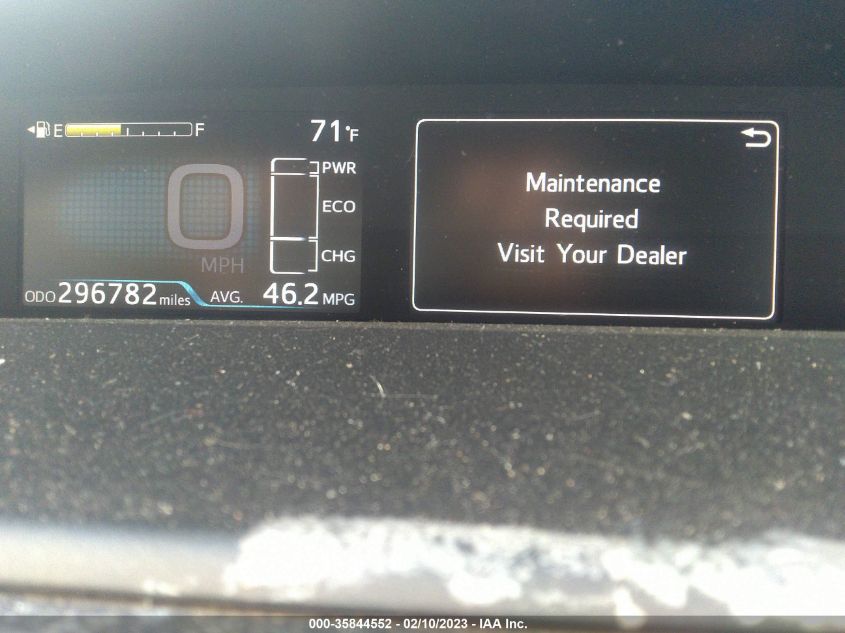 E F 71°F
0 MPH
PWR
ECO
CHG
ODO 296782 miles AVG. 46.2 MPG
Maintenance
Required
Visit Your Dealer
000-35844552 - 02/10/2023 - IAA Inc.